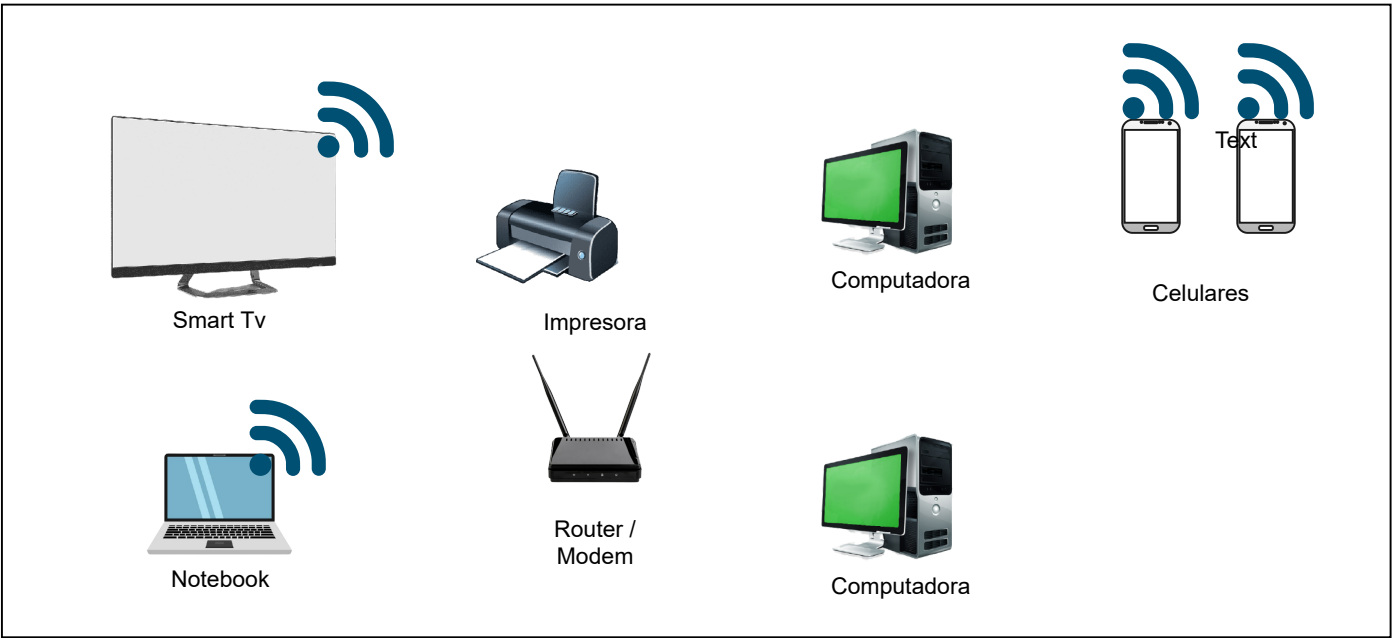 Text
Smart Tv
Impresora
Computadora
Celulares
Notebook
Router /
Modem
Computadora